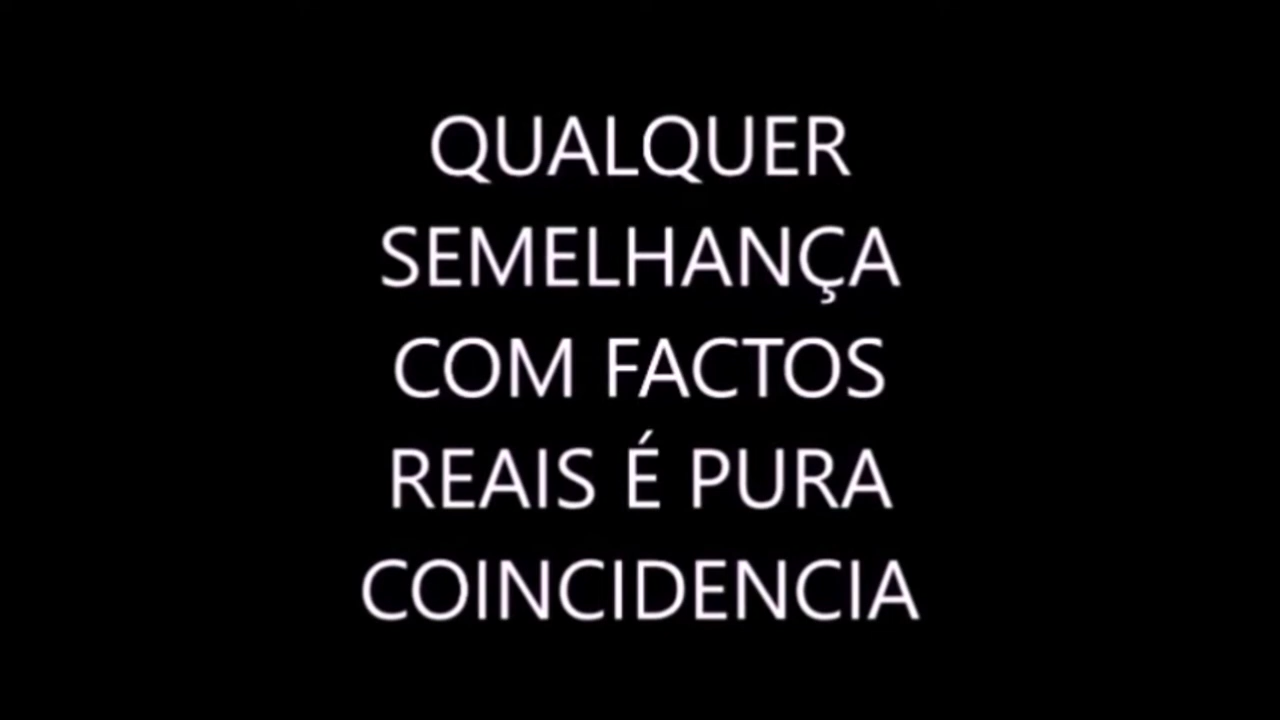 QUALQUER
SEMELHANÇA
COM FACTOS
REAIS É PURA
COINCIDENCIA